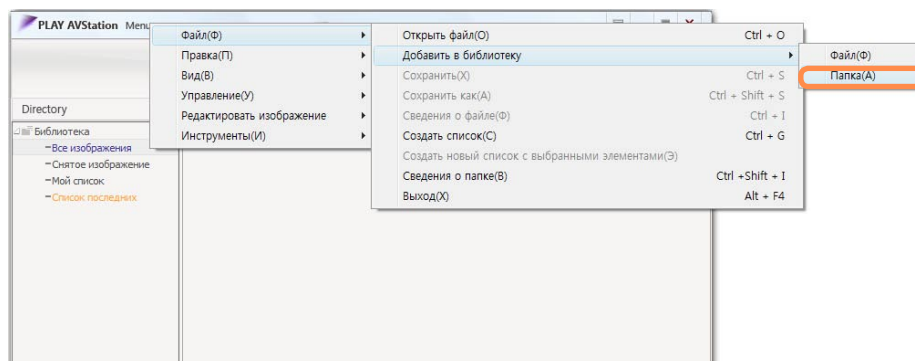 PLAY AVStation Menu
Файл(Ф)
Правка(П)
Вид(В)
Управление(У)
Редактировать изображение
Инструменты(И)
Открыть файл(О) Ctrl + O
Добавить в библиотеку
Сохранить(Х) Ctrl + S
Сохранить как(А) Ctrl + Shift + S
Сведения о файле(Ф) Ctrl + I
Создать список(С) Ctrl + G
Создать новый список с выбранными элементами(Э)
Сведения о папке(В) Ctrl +Shift + I
Выход(Х) Alt + F4
Файл(Ф)
Папка(А)
Directory
Библиотека
Все изображения
Снятое изображение
Мой список
Список последних